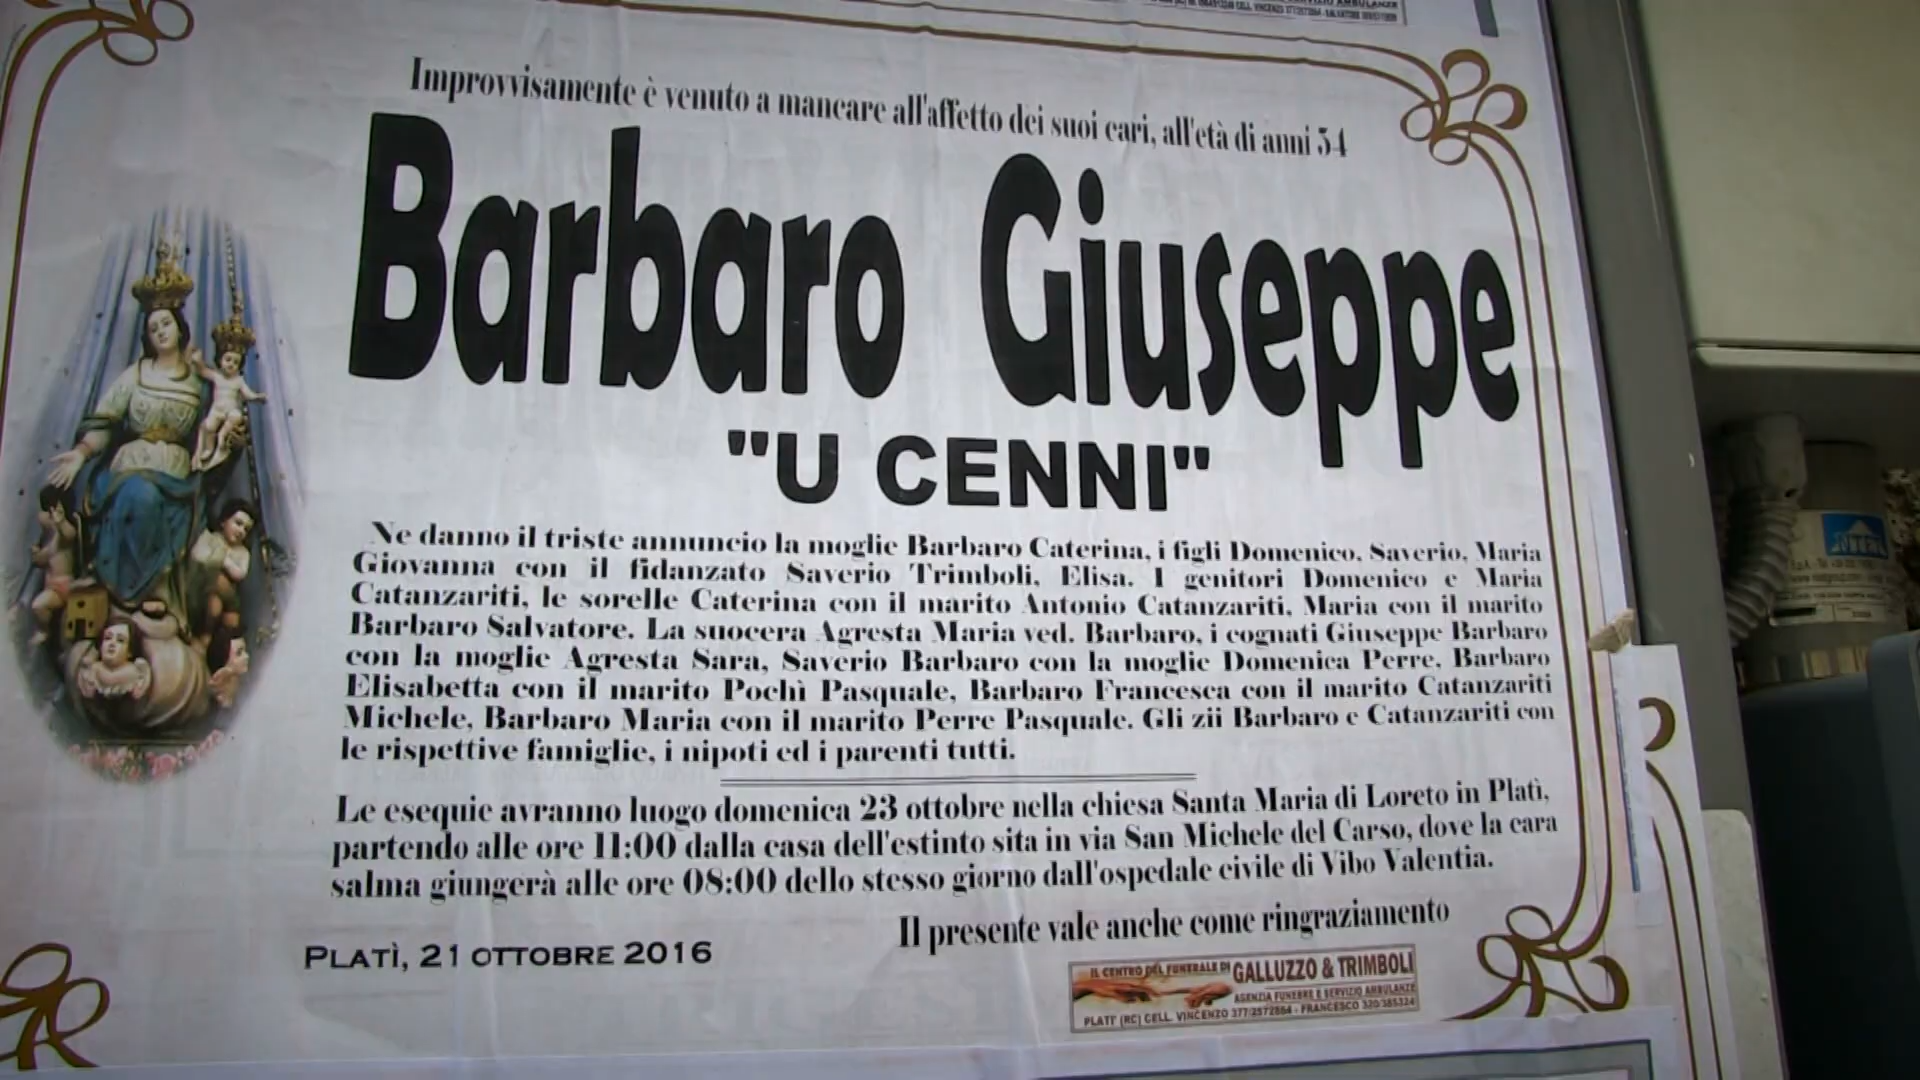 Improvvisamente è venuto a mancare all'affetto dei suoi cari, all'età di anni 54
Barbaro Giuseppe
"U CENNI"
Ne danno il triste annuncio la moglie Barbaro Caterina, i figli Domenico, Saverio, Maria
Giovanna con il fidanzato Saverio Trimboli, Elisa. I genitori Domenico e Maria
Catanzariti, le sorelle Caterina con il marito Antonio Catanzariti, Maria con il marito
Barbaro Salvatore. La suocera Agresta Maria ved. Barbaro, i cognati Giuseppe Barbaro
con la moglie Agresta Sara, Saverio Barbaro con la moglie Domenica Perre, Barbaro
Elisabetta con il marito Pochì Pasquale, Barbaro Francesca con il marito Catanzariti
Michele, Barbaro Maria con il marito Perre Pasquale. Gli zii Barbaro e Catanzariti con
le rispettive famiglie, i nipoti ed i parenti tutti.
Le esequie avranno luogo domenica 23 ottobre nella chiesa Santa Maria di Loreto in Platì,
partendo alle ore 11:00 dalla casa dell'estinto sita in via San Michele del Carso, dove la cara
salma giungerà alle ore 08:00 dello stesso giorno dall'ospedale civile di Vibo Valentia.
Il presente vale anche come ringraziamento
PLATÌ, 21 OTTOBRE 2016
IL CENTRO DEL FUNERALE DI GALLUZZO & TRIMBOLI
AGENZIA FUNEBRE E SERVIZIO AMBULANZE
PLATI' (RC) CELL. VINCENZO 377/2572864 - FRANCESCO